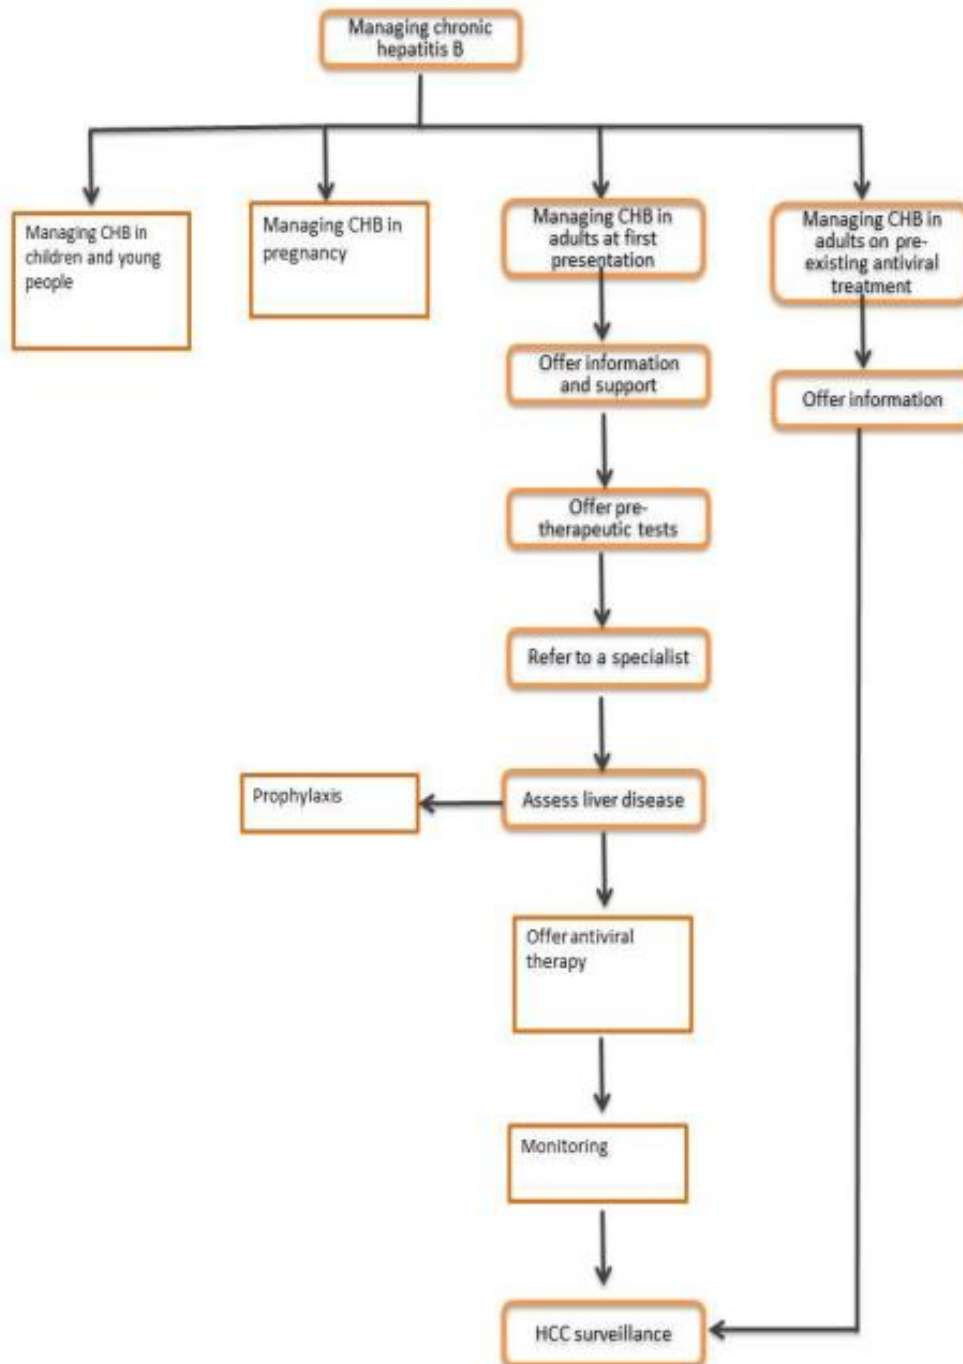 Managing chronic
hepatitis B
Managing CHB in
children and young
people
Managing CHB in
pregnancy
Managing CHB in
adults at first
presentation
Managing CHB in
adults on pre-
existing antiviral
treatment
Offer information
and support
Offer information
Offer pre-
therapeutic tests
Refer to a specialist
Prophylaxis
Assess liver disease
Offer antiviral
therapy
Monitoring
HCC surveillance